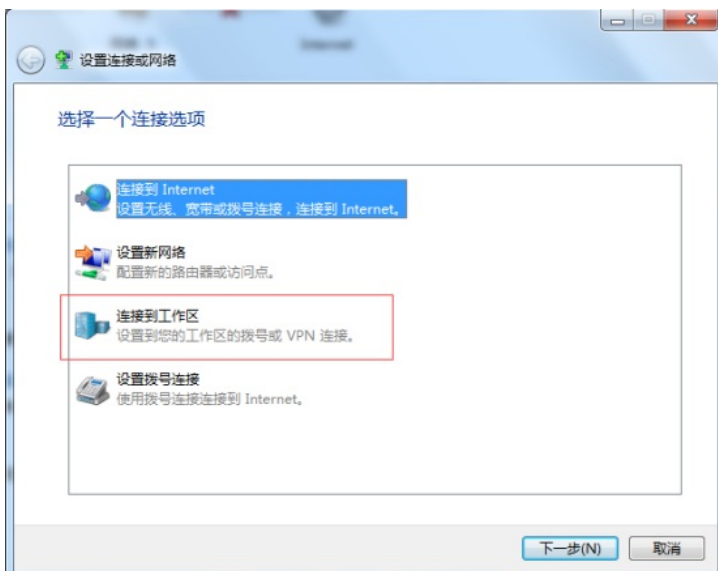 设置连接或网络
选择一个连接选项
连接到 Internet
设置无线、宽带或拨号连接，连接到 Internet。
设置新网络
配置新的路由器或访问点。
连接到工作区
设置到您的工作区的拨号或 VPN 连接。
设置拨号连接
使用拨号连接连接到 Internet。
下一步(N)
取消